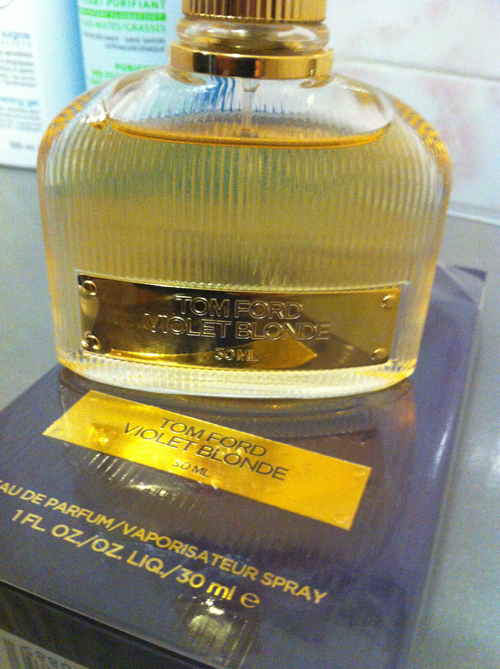 PURIFIANT
TOM FORD
VIOLET BLONDE
30 ML
TOM FORD
VIOLET BLONDE
30 ML
EAU DE PARFUM/VAPORISATEUR SPRAY
1 FL. OZ./OZ. LIQ./30 ml e